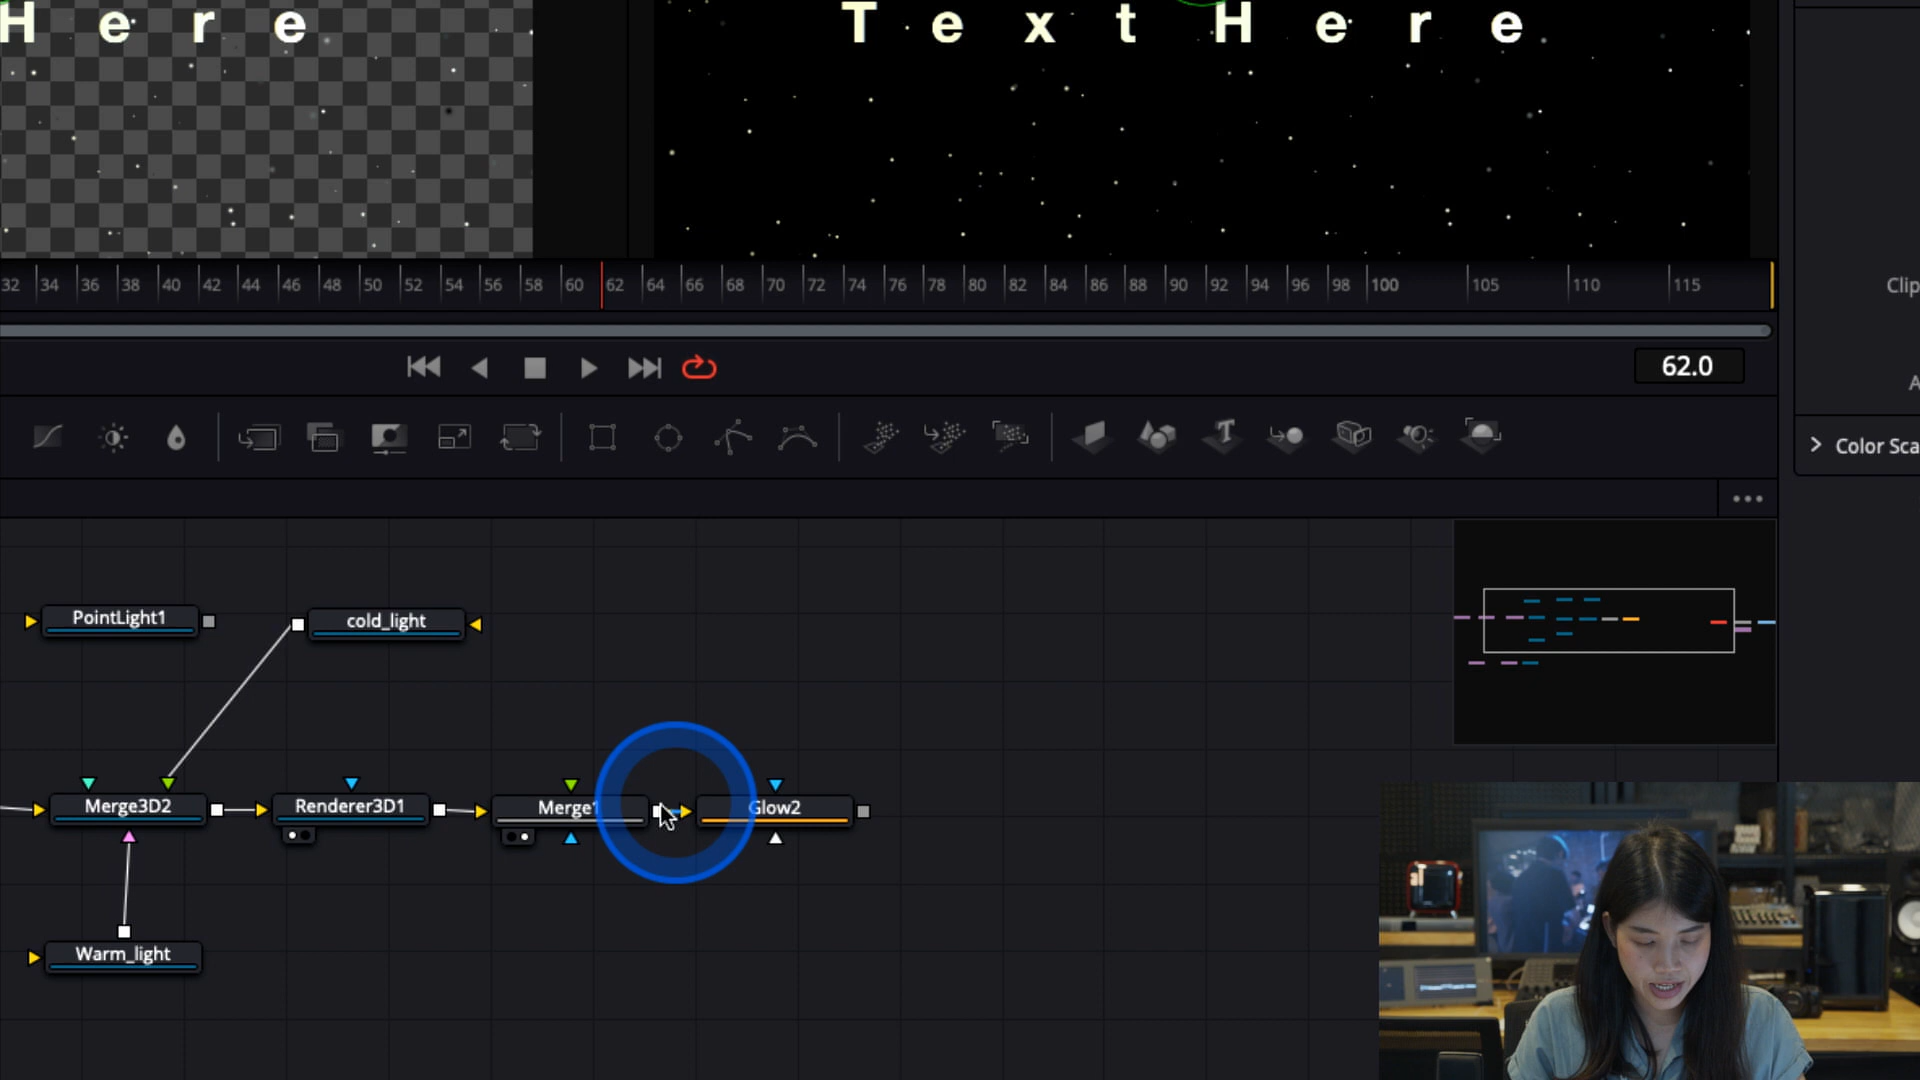 H e r e
T e x t H e r e
32 34 36 38 40 42 44 46 48 50 52 54 56 58 60 62 64 66 68 70 72 74 76 78 80 82 84 86 88 90 92 94 96 98 100 105 110 115
Clip
62.0
A
Color Sca
PointLight1
cold_light
Merge3D2
Renderer3D1
Merge1
Glow2
Warm_light